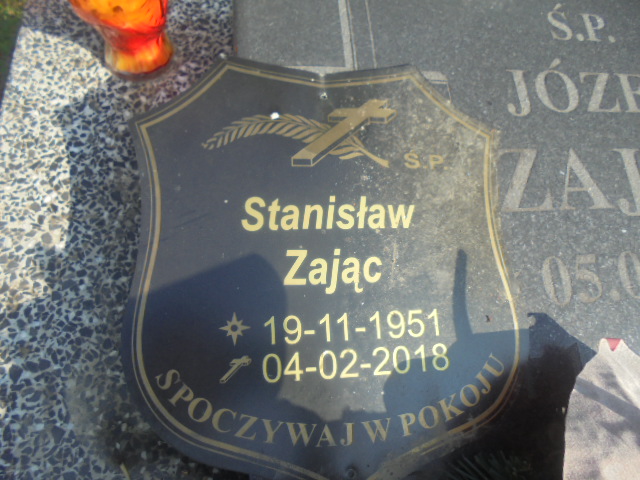 Ś.P.
Stanisław
Zając
19-11-1951
04-02-2018
SPOCZYWAJ W POKOJU
Ś.P.